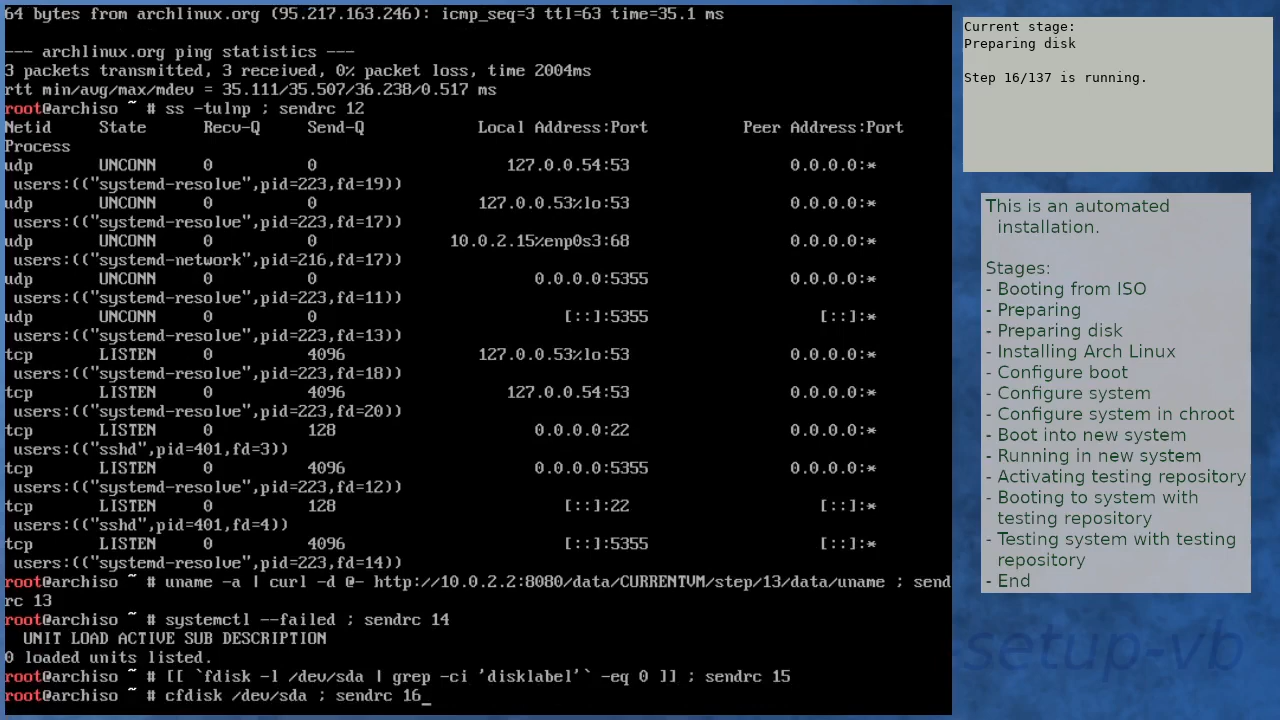 64 bytes from archlinux.org (95.217.163.246): icmp_seq=3 ttl=63 time=35.1 ms
--- archlinux.org ping statistics ---
3 packets transmitted, 3 received, 0% packet loss, time 2004ms
rtt min/avg/max/mdev = 35.111/35.507/36.238/0.517 ms
root@archiso ~ # ss -tulnp ; sendrc 12
Netid State Recv-Q Send-Q Local Address:Port Peer Address:Port
Process
udp UNCONN 0 0 127.0.0.54:53 0.0.0.0:*
users:(("systemd-resolve",pid=223,fd=19))
udp UNCONN 0 0 127.0.0.53%lo:53 0.0.0.0:*
users:(("systemd-resolve",pid=223,fd=17))
udp UNCONN 0 0 10.0.2.15%enp0s3:68 0.0.0.0:*
users:(("systemd-network",pid=216,fd=17))
udp UNCONN 0 0 0.0.0.0:5355 0.0.0.0:*
users:(("systemd-resolve",pid=223,fd=11))
udp UNCONN 0 0 [::]:5355 [::]:*
users:(("systemd-resolve",pid=223,fd=13))
tcp LISTEN 0 4096 127.0.0.53%lo:53 0.0.0.0:*
users:(("systemd-resolve",pid=223,fd=18))
tcp LISTEN 0 4096 127.0.0.54:53 0.0.0.0:*
users:(("systemd-resolve",pid=223,fd=20))
tcp LISTEN 0 128 0.0.0.0:22 0.0.0.0:*
users:(("sshd",pid=401,fd=3))
tcp LISTEN 0 4096 0.0.0.0:5355 0.0.0.0:*
users:(("systemd-resolve",pid=223,fd=12))
tcp LISTEN 0 128 [::]:22 [::]:*
users:(("sshd",pid=401,fd=4))
tcp LISTEN 0 4096 [::]:5355 [::]:*
users:(("systemd-resolve",pid=223,fd=14))
root@archiso ~ # uname -a | curl -d @- http://10.0.2.2:8080/data/CURRENTVM/step/13/data/uname ; send
rc 13
root@archiso ~ # systemctl --failed ; sendrc 14
UNIT LOAD ACTIVE SUB DESCRIPTION
0 loaded units listed.
root@archiso ~ # [[ `fdisk -l /dev/sda | grep -ci 'disklabel'` -eq 0 ]] ; sendrc 15
root@archiso ~ # cfdisk /dev/sda ; sendrc 16_
Current stage:
Preparing disk
Step 16/137 is running.
This is an automated
installation.
Stages:
- Booting from ISO
- Preparing
- Preparing disk
- Installing Arch Linux
- Configure boot
- Configure system
- Configure system in chroot
- Boot into new system
- Running in new system
- Activating testing repository
- Booting to system with
testing repository
- Testing system with testing
repository
- End
setup-vb